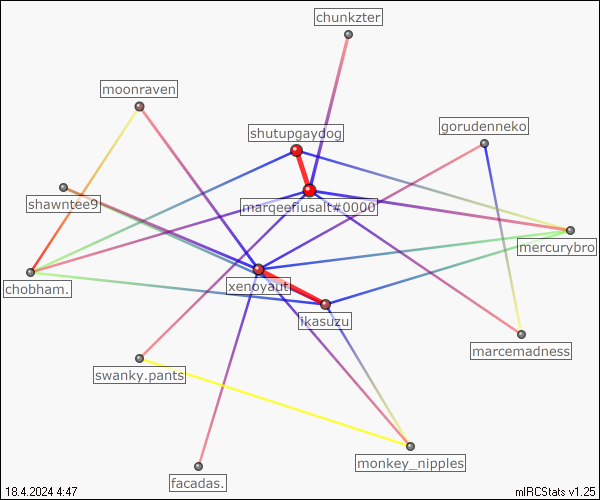 chunkzter
moonraven
shutupgaydog
gorudenneko
shawntee9
marqeeriusalt#0000
mercurybro
chobham.
xenoyaut
ikasuzu
marcemadness
swanky.pants
monkey_nipples
facadas.
18.4.2024 4:47
mIRCStats v1.25